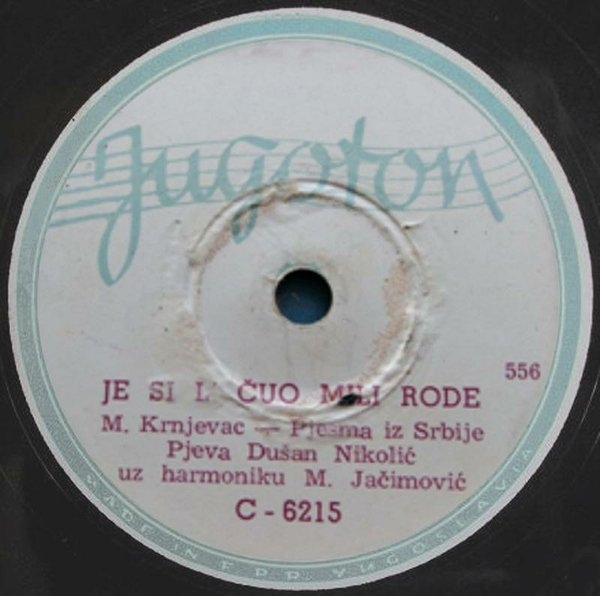 Jugoton
556
JE SI L' ČUO MILI RODE
M. Krnjevac — Pjesma iz Srbije
Pjeva Dušan Nikolić
uz harmoniku M. Jačimović
C - 6215
MADE IN F.P.R. YUGOSLAVIA